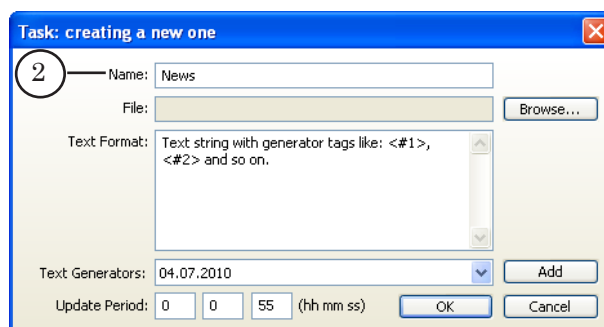 Task: creating a new one
2
Name: News
File: Browse...
Text Format: Text string with generator tags like: <#1>,
<#2> and so on.
Text Generators: 04.07.2010 Add
Update Period: 0 0 55 (hh mm ss) OK Cancel